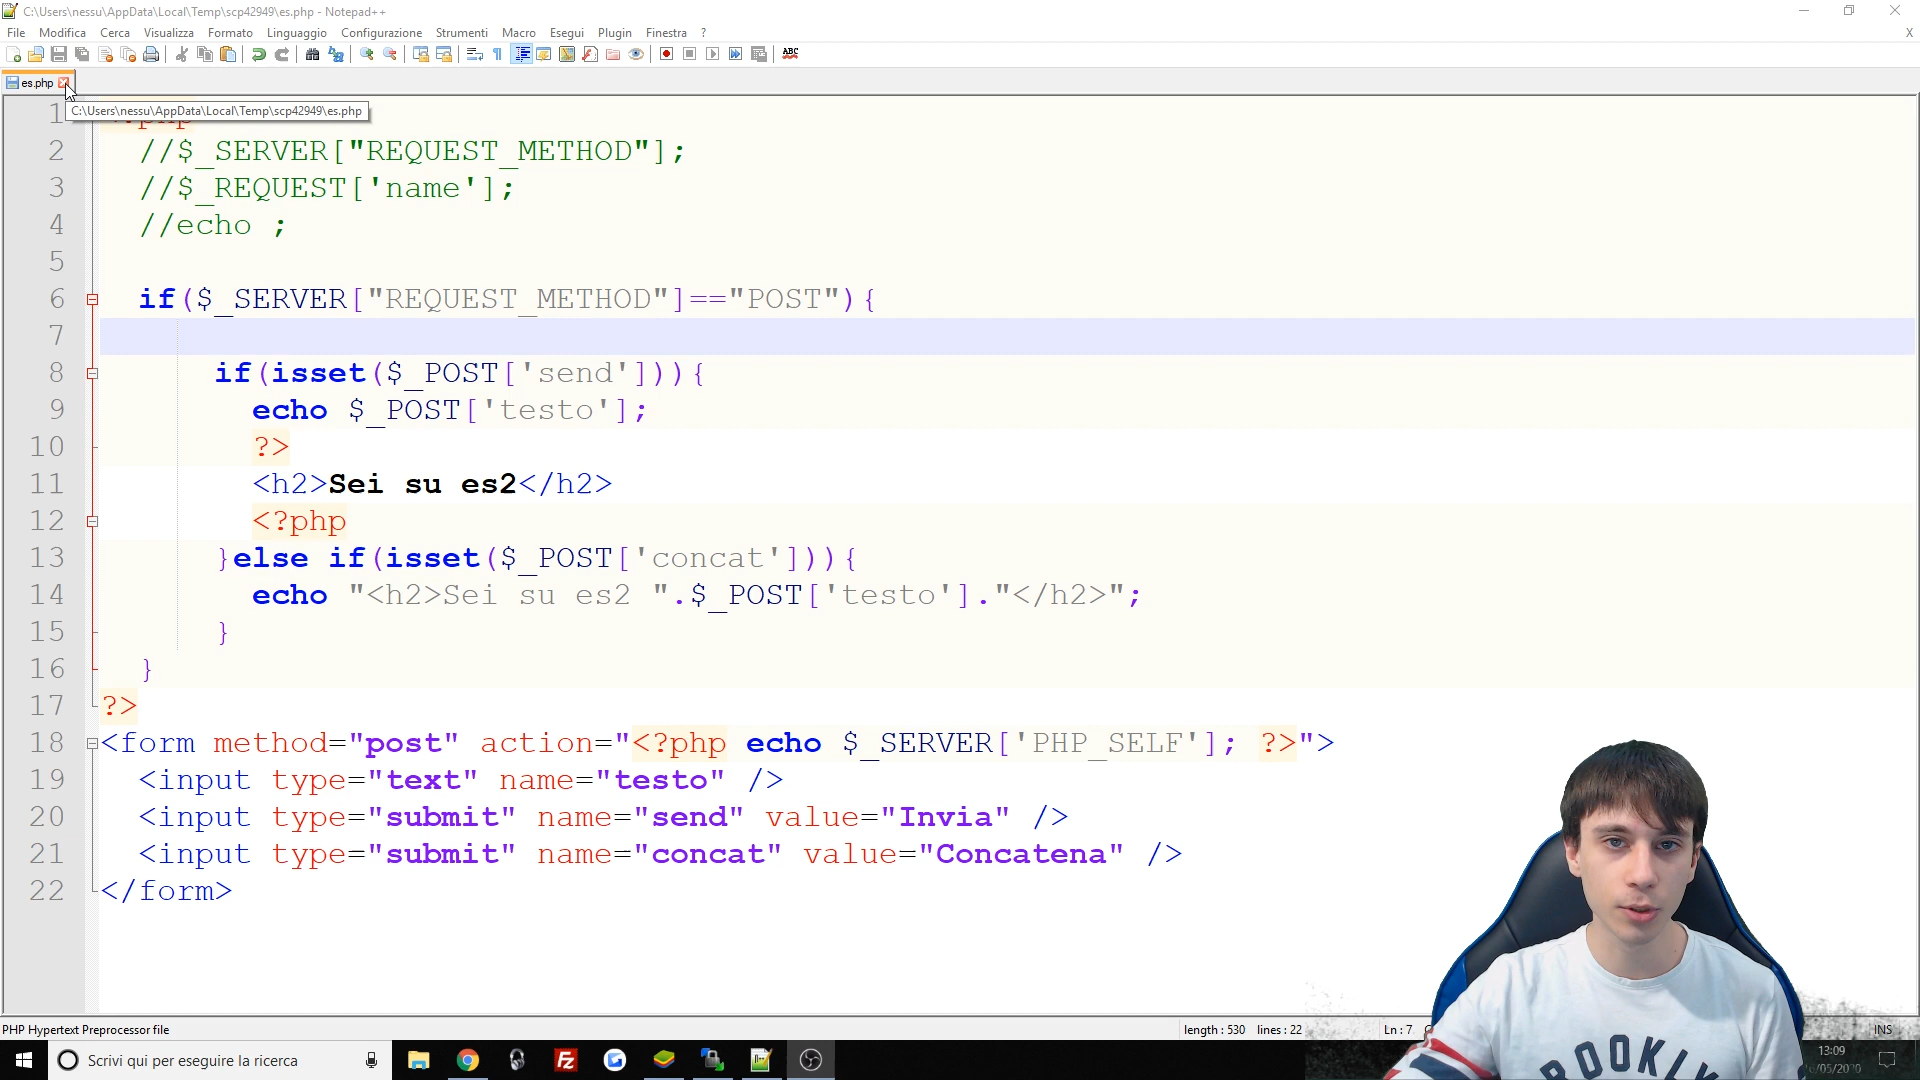 C:\Users\nessu\AppData\Local\Temp\scp42949\es.php - Notepad++
File Modifica Cerca Visualizza Formato Linguaggio Configurazione Strumenti Macro Esegui Plugin Finestra ? X
ABC
es.php
C:\Users\nessu\AppData\Local\Temp\scp42949\es.php
1 <?php
2 //$_SERVER["REQUEST_METHOD"];
3 //$_REQUEST['name'];
4 //echo ;
5
6 if($_SERVER["REQUEST_METHOD"]=="POST"){
7
8 if(isset($_POST['send'])){
9 echo $_POST['testo'];
10 ?>
11 <h2>Sei su es2</h2>
12 <?php
13 }else if(isset($_POST['concat'])){
14 echo "<h2>Sei su es2 ".$_POST['testo']."</h2>";
15 }
16 }
17 ?>
18 <form method="post" action="<?php echo $_SERVER['PHP_SELF']; ?>">
19 <input type="text" name="testo" />
20 <input type="submit" name="send" value="Invia" />
21 <input type="submit" name="concat" value="Concatena" />
22 </form>
PHP Hypertext Preprocessor file length : 530 lines : 22 Ln : 7 INS
Scrivi qui per eseguire la ricerca
13:09